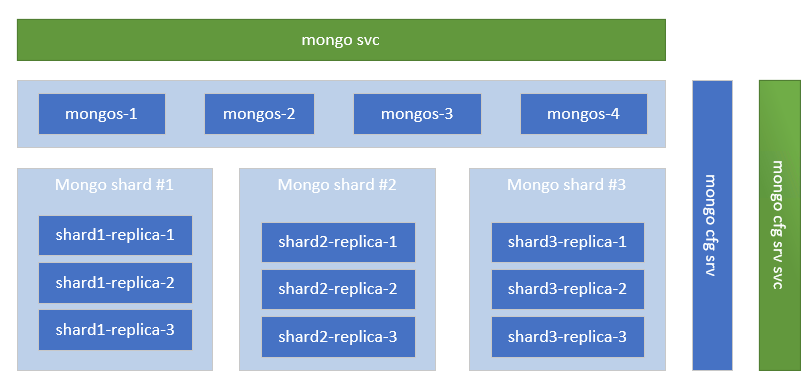 mongo svc
mongos-1
mongos-2
mongos-3
mongos-4
Mongo shard #1
shard1-replica-1
shard1-replica-2
shard1-replica-3
Mongo shard #2
shard2-replica-1
shard2-replica-2
shard2-replica-3
Mongo shard #3
shard3-replica-1
shard3-replica-2
shard3-replica-3
mongo cfg srv
mongo cfg srv svc